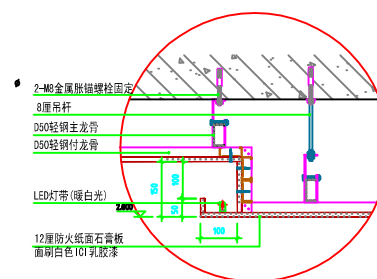 2-M8金属胀锚螺栓固定
8厘吊杆
D50轻钢主龙骨
D50轻钢付龙骨
150
100
LED灯带(暖白光)
50
2.600
100
12厘防火纸面石膏板
面刷白色ICI乳胶漆